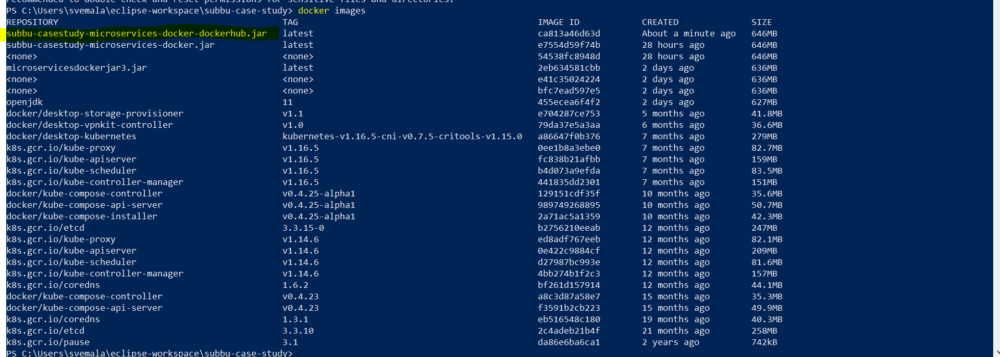 recommended to double check and reset permissions for sensitive files and directories.
PS C:\Users\svemala\eclipse-workspace\subbu-case-study> docker images
REPOSITORY TAG IMAGE ID CREATED SIZE
subbu-casestudy-microservices-docker-dockerhub.jar latest ca813a46d63d About a minute ago 646MB
subbu-casestudy-microservices-docker.jar latest e7554d59f74b 28 hours ago 646MB
<none> <none> 54538fc8948d 28 hours ago 646MB
microservicesdockerjar3.jar latest 2eb634581cbb 2 days ago 636MB
<none> <none> e41c35024224 2 days ago 636MB
<none> <none> bfc7ead597e5 2 days ago 636MB
openjdk 11 455ecea6f4f2 2 days ago 627MB
docker/desktop-storage-provisioner v1.1 e704287ce753 5 months ago 41.8MB
docker/desktop-vpnkit-controller v1.0 79da37e5a3aa 6 months ago 36.6MB
docker/desktop-kubernetes kubernetes-v1.16.5-cni-v0.7.5-critools-v1.15.0 a86647f0b376 7 months ago 279MB
k8s.gcr.io/kube-proxy v1.16.5 0ee1b8a3ebe0 7 months ago 82.7MB
k8s.gcr.io/kube-apiserver v1.16.5 fc838b21afbb 7 months ago 159MB
k8s.gcr.io/kube-scheduler v1.16.5 b4d073a9efda 7 months ago 83.5MB
k8s.gcr.io/kube-controller-manager v1.16.5 441835dd2301 7 months ago 151MB
docker/kube-compose-controller v0.4.25-alpha1 129151cdf35f 10 months ago 35.6MB
docker/kube-compose-api-server v0.4.25-alpha1 989749268895 10 months ago 50.7MB
docker/kube-compose-installer v0.4.25-alpha1 2a71ac5a1359 10 months ago 42.3MB
k8s.gcr.io/etcd 3.3.15-0 b2756210eeab 12 months ago 247MB
k8s.gcr.io/kube-proxy v1.14.6 ed8adf767eeb 12 months ago 82.1MB
k8s.gcr.io/kube-apiserver v1.14.6 0e422c9884cf 12 months ago 209MB
k8s.gcr.io/kube-scheduler v1.14.6 d27987bc993e 12 months ago 81.6MB
k8s.gcr.io/kube-controller-manager v1.14.6 4bb274b1f2c3 12 months ago 157MB
k8s.gcr.io/coredns 1.6.2 bf261d157914 12 months ago 44.1MB
docker/kube-compose-controller v0.4.23 a8c3d87a58e7 15 months ago 35.3MB
docker/kube-compose-api-server v0.4.23 f3591b2cb223 15 months ago 49.9MB
k8s.gcr.io/coredns 1.3.1 eb516548c180 19 months ago 40.3MB
k8s.gcr.io/etcd 3.3.10 2c4adeb21b4f 21 months ago 258MB
k8s.gcr.io/pause 3.1 da86e6ba6ca1 2 years ago 742kB
PS C:\Users\svemala\eclipse-workspace\subbu-case-study>